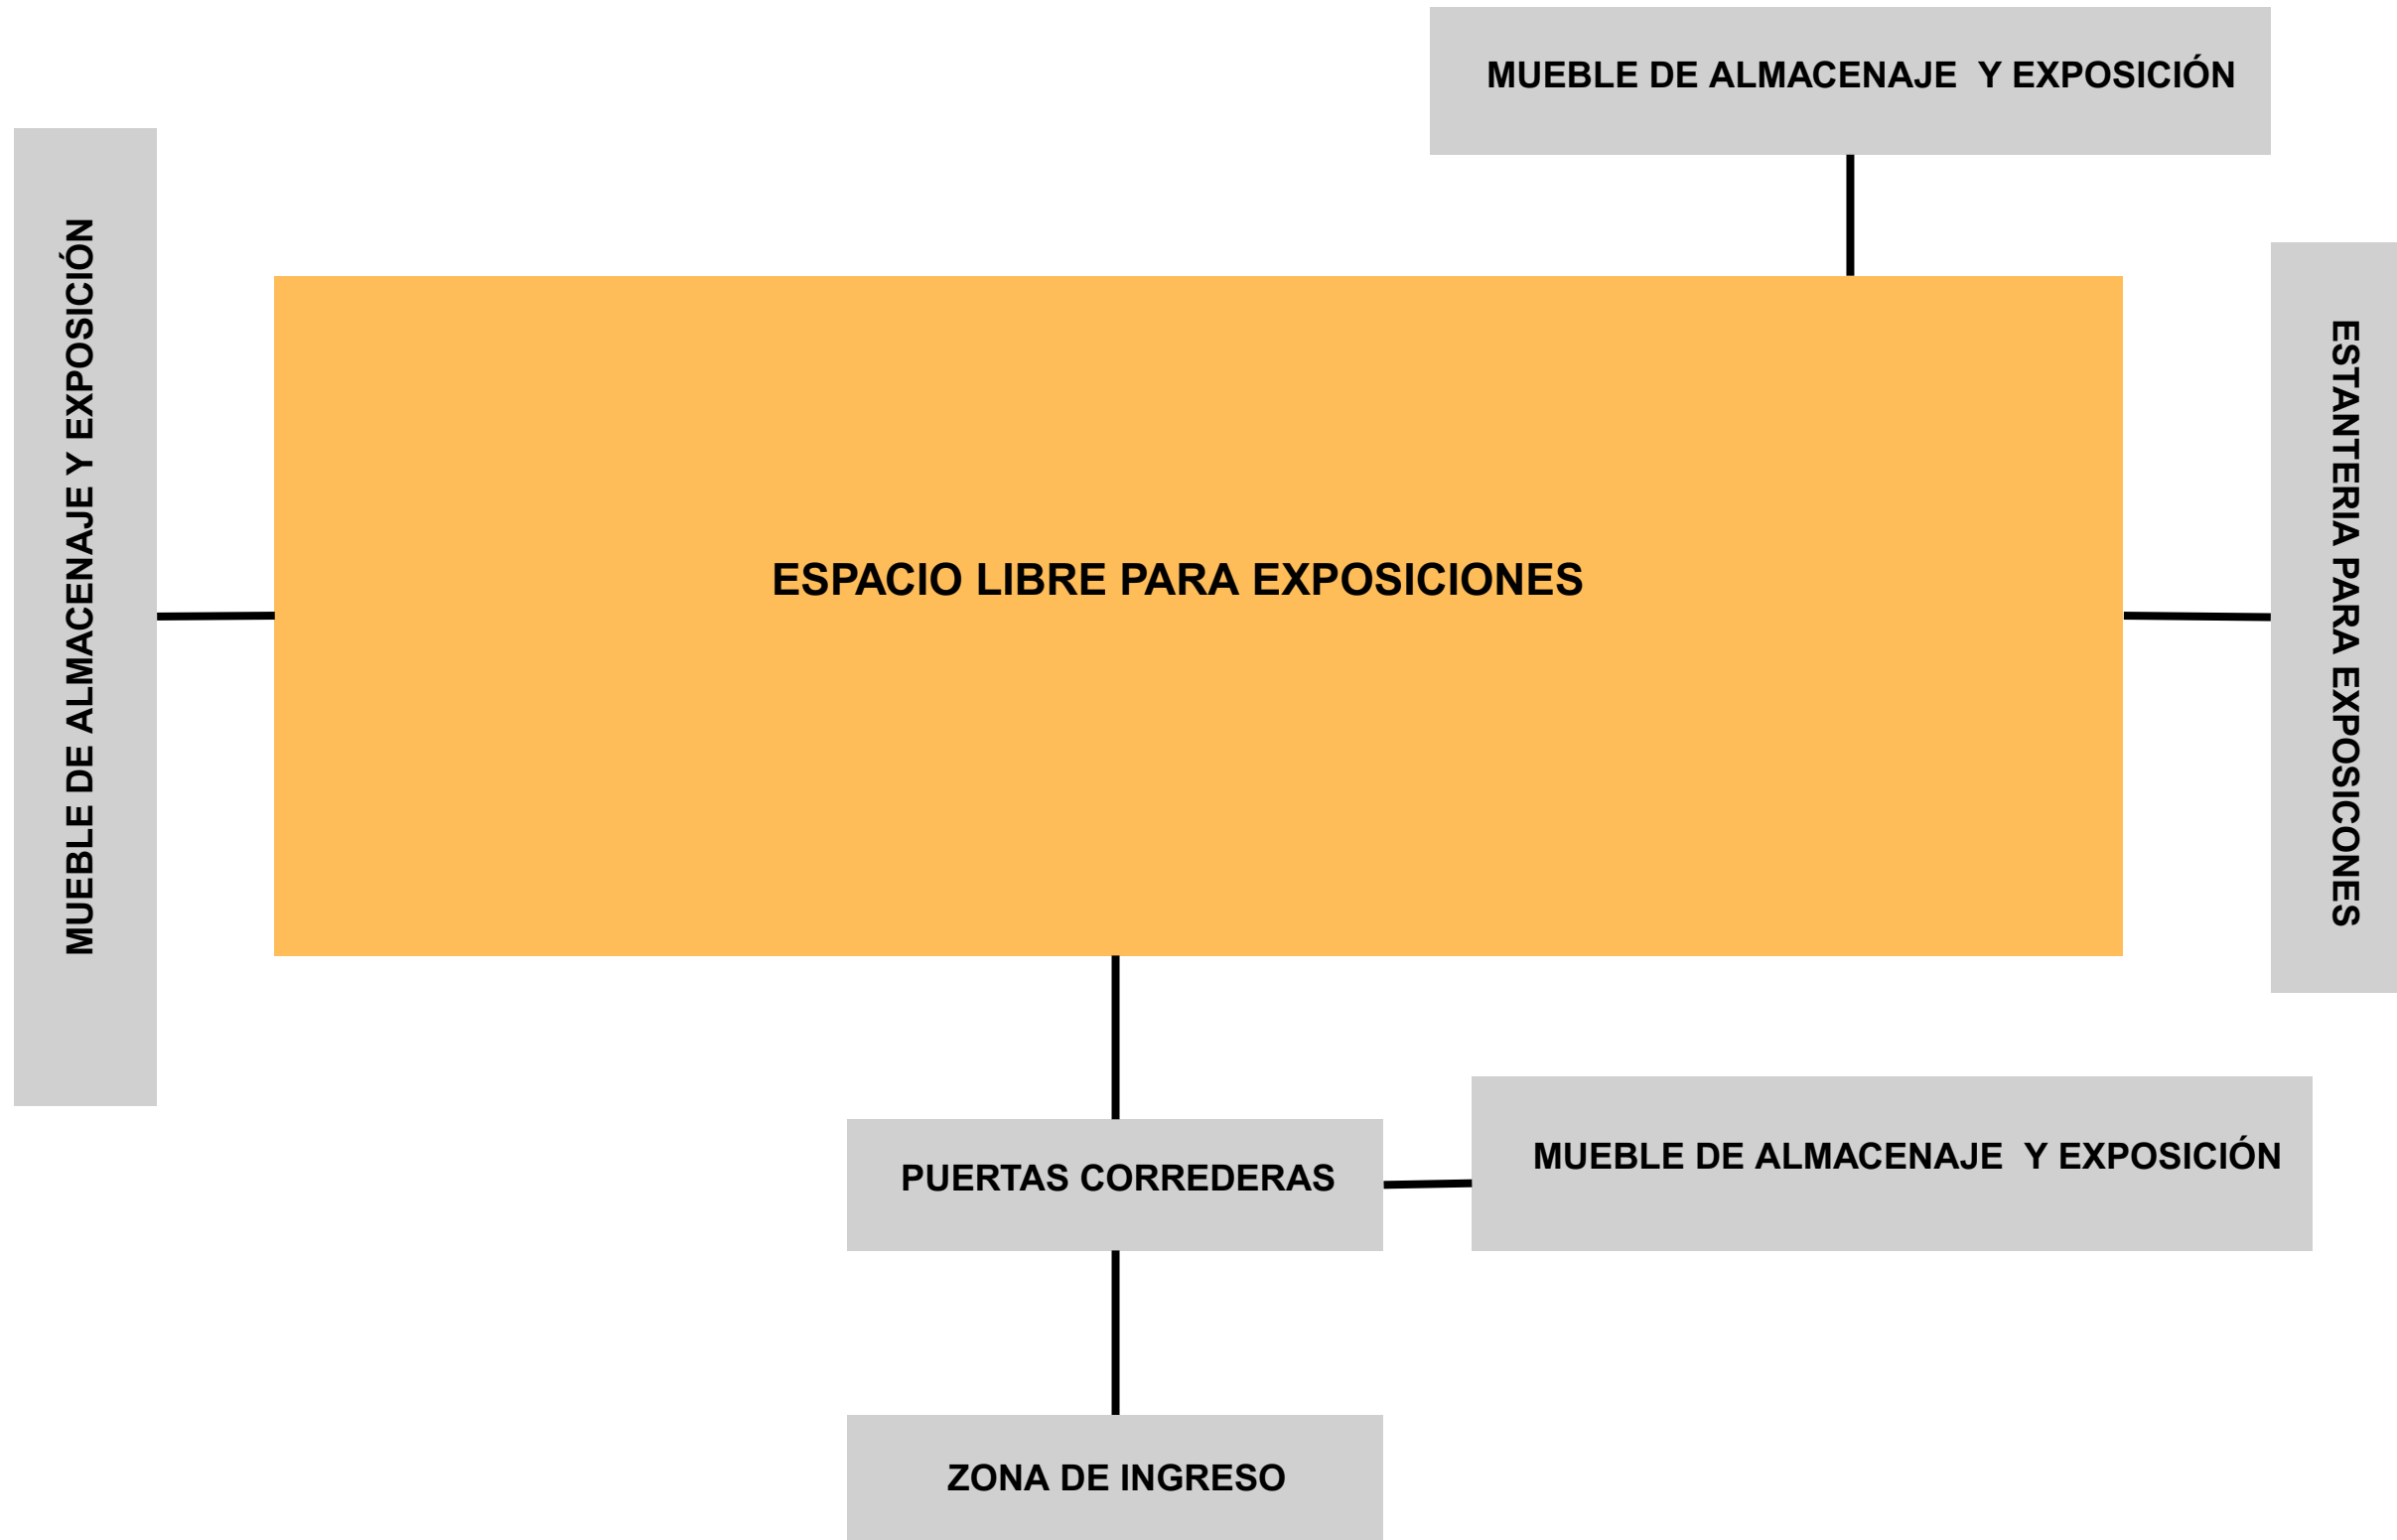 MUEBLE DE ALMACENAJE  Y EXPOSICIÓN
MUEBLE DE ALMACENAJE Y EXPOSICIÓN
ESPACIO LIBRE PARA EXPOSICIONES
ESTANTERIA PARA EXPOSICONES
PUERTAS CORREDERAS
MUEBLE DE ALMACENAJE  Y EXPOSICIÓN
ZONA DE INGRESO